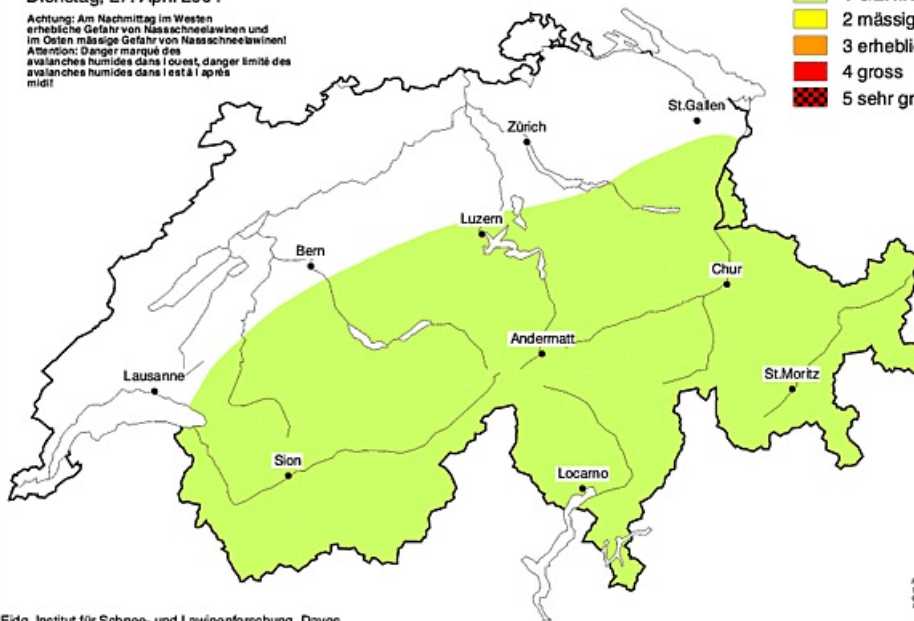 Achtung: Am Nachmittag im Westen
erhebliche Gefahr von Nassschneelawinen und
im Osten mässige Gefahr von Nassschneelawinen!
Attention: Danger marqué des
avalanches humides dans l ouest, danger limité des
avalanches humides dans l est à l après
midi!
2 mässig
3 erhebli
4 gross
5 sehr gr
St.Gallen
Zürich
Luzern
Bern
Chur
Andermatt
Lausanne
St.Moritz
Sion
Locarno
Eidg. Institut für Schnee- und Lawinenforschung, Davos